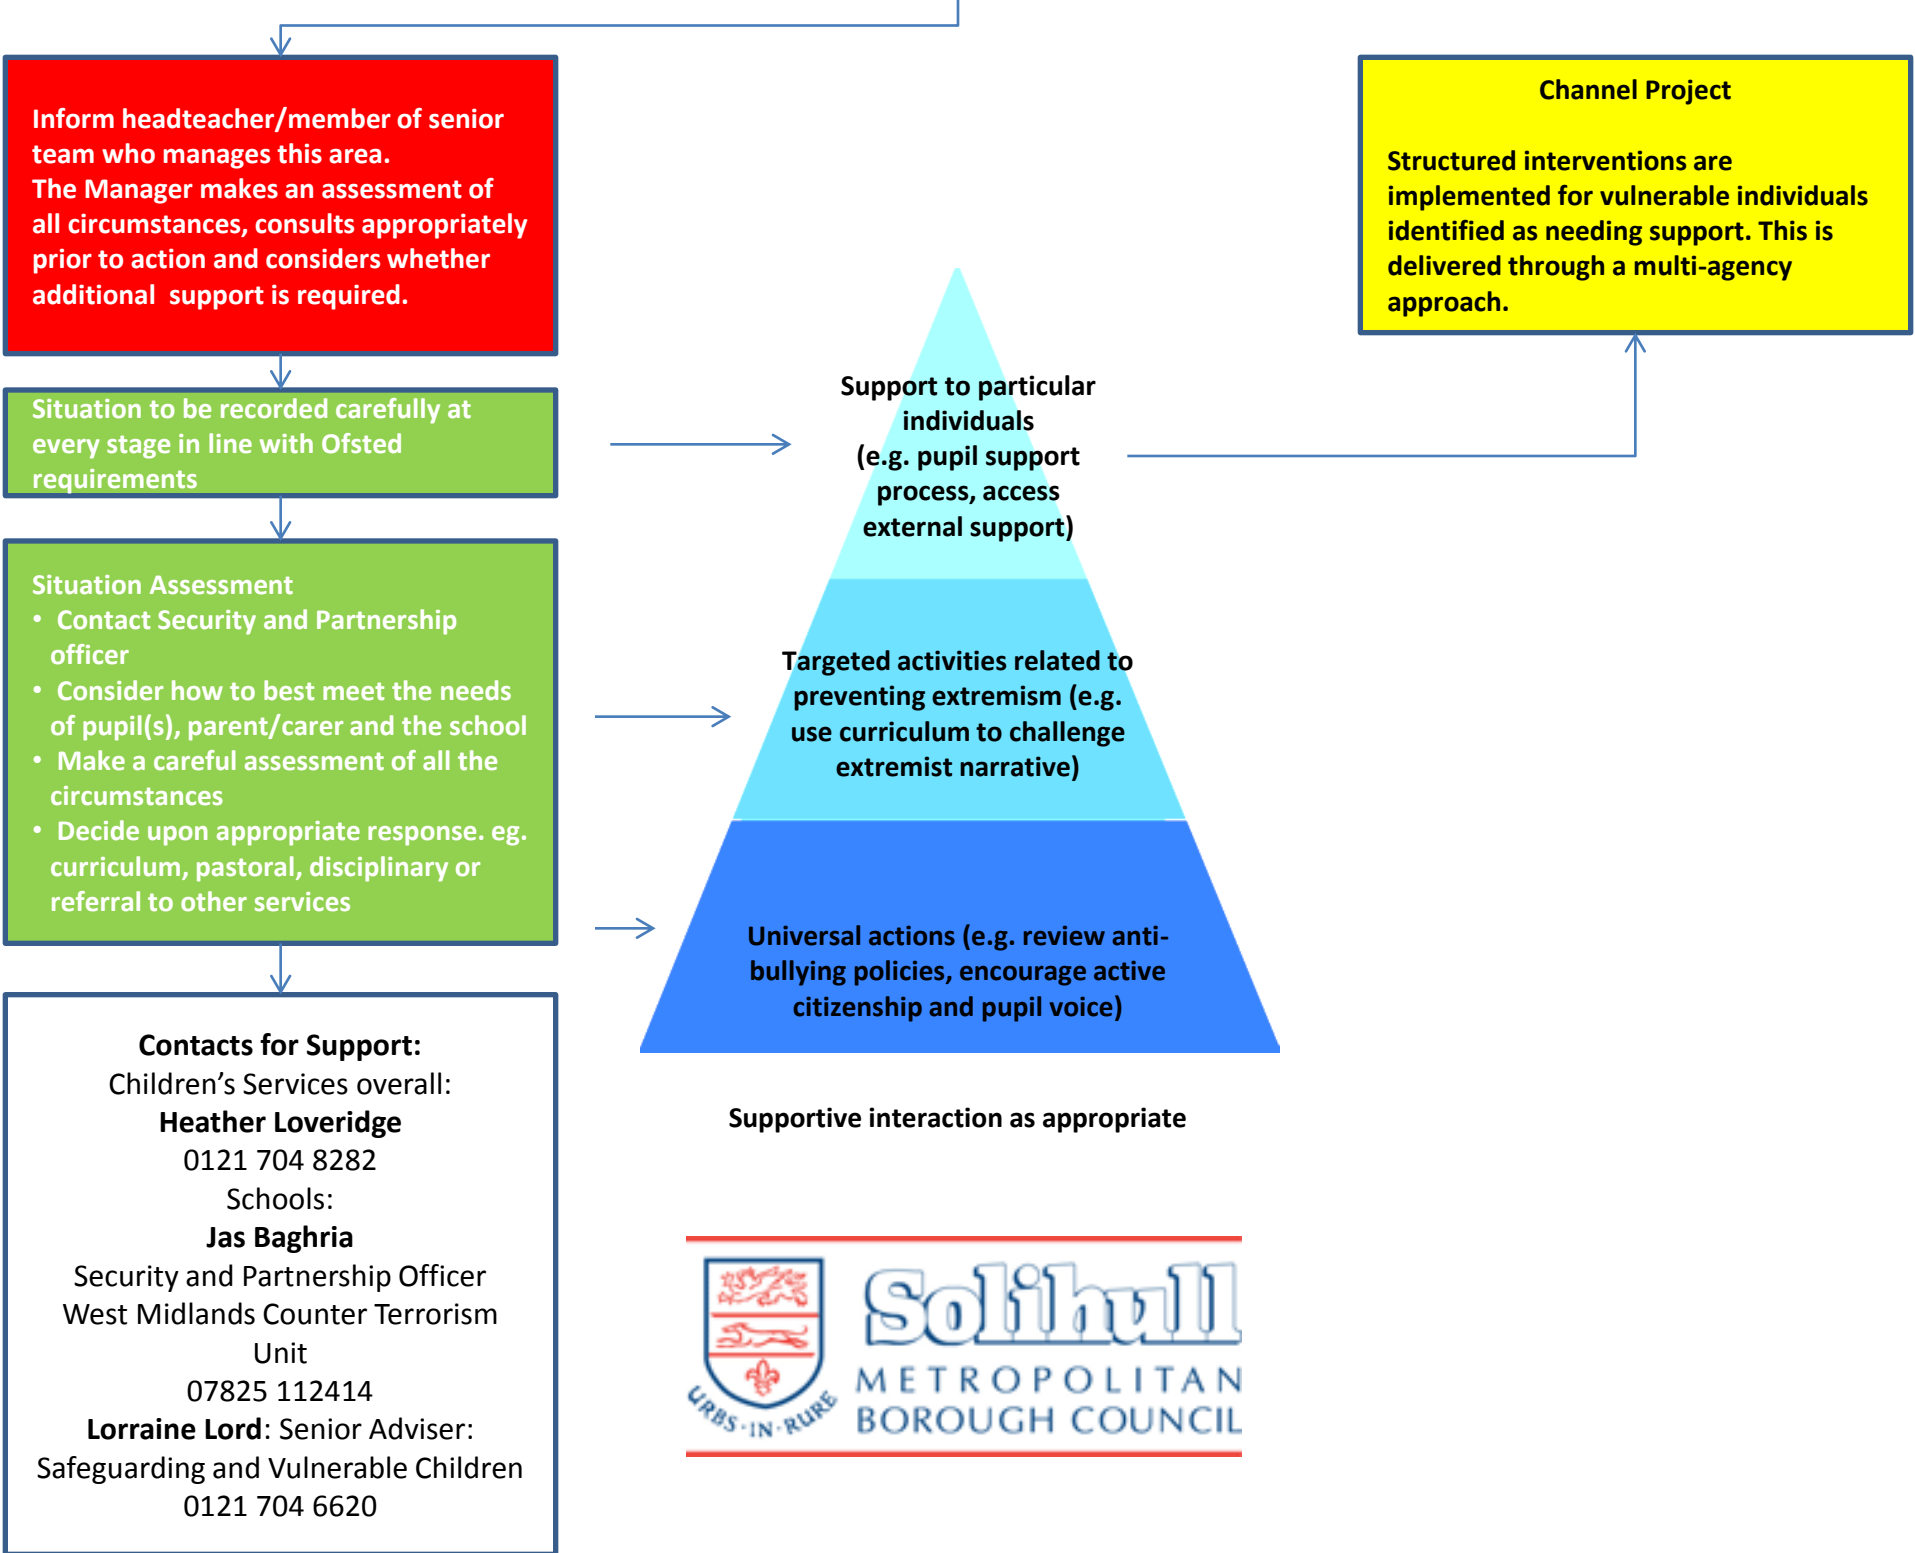 Inform headteacher/member of senior
team who manages this area.
The Manager makes an assessment of
all circumstances, consults appropriately
prior to action and considers whether
additional  support is required.
Situation to be recorded carefully at
every stage in line with Ofsted
requirements
Situation Assessment
• Contact Security and Partnership
officer
• Consider how to best meet the needs
of pupil(s), parent/carer and the school
• Make a careful assessment of all the
circumstances
• Decide upon appropriate response. eg.
curriculum, pastoral, disciplinary or
referral to other services
Contacts for Support:
Children’s Services overall:
Heather Loveridge
0121 704 8282
Schools:
Jas Baghria
Security and Partnership Officer
West Midlands Counter Terrorism
Unit
07825 112414
Lorraine Lord: Senior Adviser:
Safeguarding and Vulnerable Children
0121 704 6620
Support to particular
individuals
(e.g. pupil support
process, access
external support)
Targeted activities related to
preventing extremism (e.g.
use curriculum to challenge
extremist narrative)
Universal actions (e.g. review anti-
bullying policies, encourage active
citizenship and pupil voice)
Supportive interaction as appropriate
Channel Project
Structured interventions are
implemented for vulnerable individuals
identified as needing support. This is
delivered through a multi-agency
approach.
URBS·IN·RURE
Solihull
METROPOLITAN
BOROUGH COUNCIL